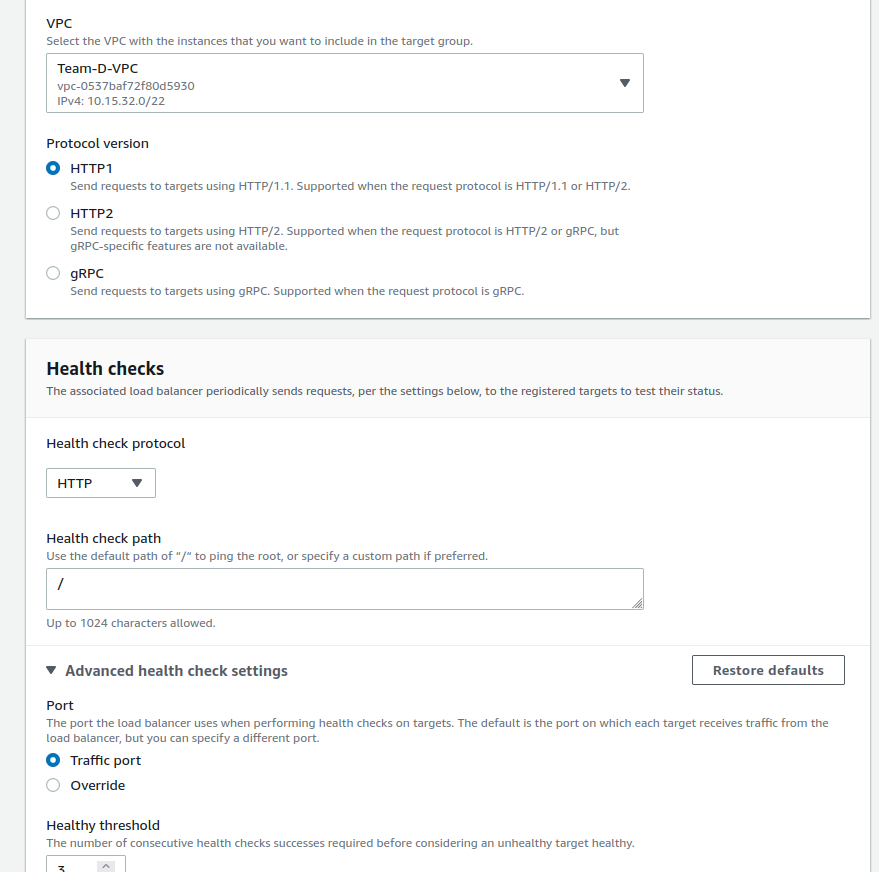 VPC
Select the VPC with the instances that you want to include in the target group.
Team-D-VPC
vpc-0537baf72f80d5930
IPv4: 10.15.32.0/22
Protocol version
HTTP1
Send requests to targets using HTTP/1.1. Supported when the request protocol is HTTP/1.1 or HTTP/2.
HTTP2
Send requests to targets using HTTP/2. Supported when the request protocol is HTTP/2 or gRPC, but
gRPC-specific features are not available.
gRPC
Send requests to targets using gRPC. Supported when the request protocol is gRPC.
Health checks
The associated load balancer periodically sends requests, per the settings below, to the registered targets to test their status.
Health check protocol
HTTP
Health check path
Use the default path of "/" to ping the root, or specify a custom path if preferred.
/
Up to 1024 characters allowed.
Advanced health check settings
Restore defaults
Port
The port the load balancer uses when performing health checks on targets. The default is the port on which each target receives traffic from the
load balancer, but you can specify a different port.
Traffic port
Override
Healthy threshold
The number of consecutive health checks successes required before considering an unhealthy target healthy.
3